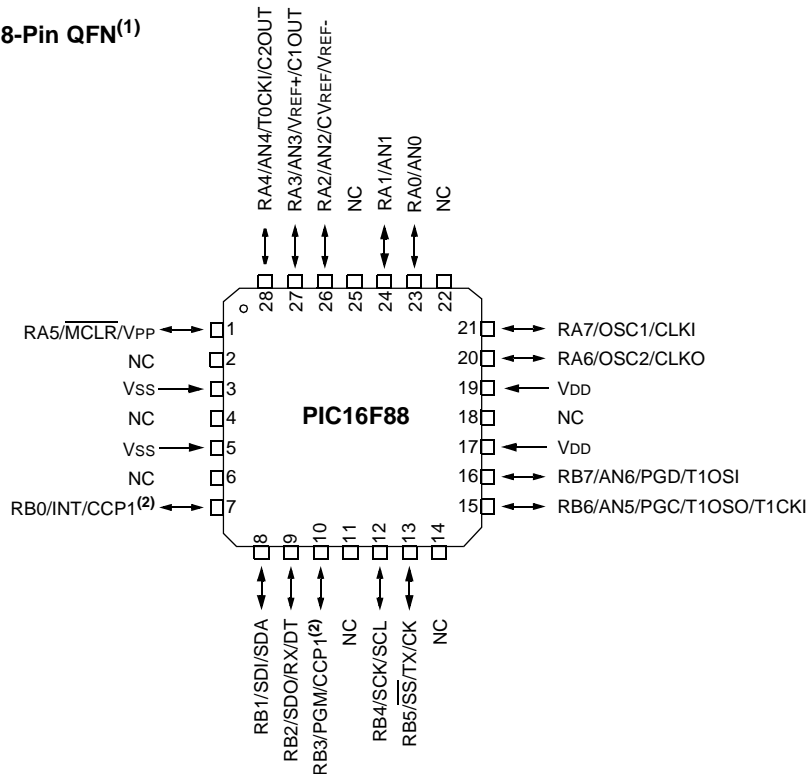 8-Pin QFN(1)
RA4/AN4/T0CKI/C2OUT
RA3/AN3/VREF+/C1OUT
RA2/AN2/CVREF/VREF-
NC
RA1/AN1
RA0/AN0
NC
28
27
26
25
24
23
22
RA5/MCLR/VPP
1
NC
2
VSS
3
NC
4
VSS
5
NC
6
RB0/INT/CCP1(2)
7
PIC16F88
21
RA7/OSC1/CLKI
20
RA6/OSC2/CLKO
19
VDD
18
NC
17
VDD
16
RB7/AN6/PGD/T1OSI
15
RB6/AN5/PGC/T1OSO/T1CKI
8
9
10
11
12
13
14
RB1/SDI/SDA
RB2/SDO/RX/DT
RB3/PGM/CCP1(2)
NC
RB4/SCK/SCL
RB5/SS/TX/CK
NC